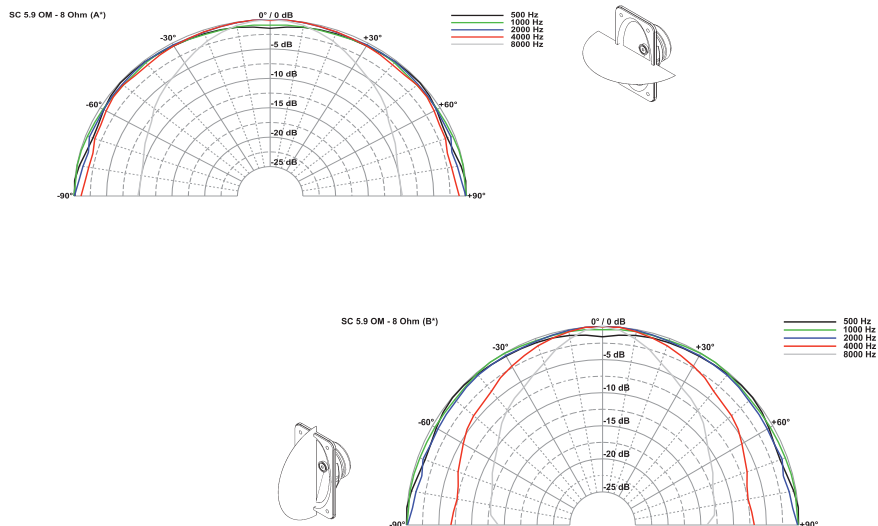 SC 5.9 OM - 8 Ohm (A*)
0° / 0 dB
-30°
+30°
-60°
+60°
-90°
+90°
-5 dB
-10 dB
-15 dB
-20 dB
-25 dB
500 Hz
1000 Hz
2000 Hz
4000 Hz
8000 Hz
SC 5.9 OM - 8 Ohm (B*)
0° / 0 dB
-30°
+30°
-60°
+60°
-90°
+90°
-5 dB
-10 dB
-15 dB
-20 dB
-25 dB
500 Hz
1000 Hz
2000 Hz
4000 Hz
8000 Hz